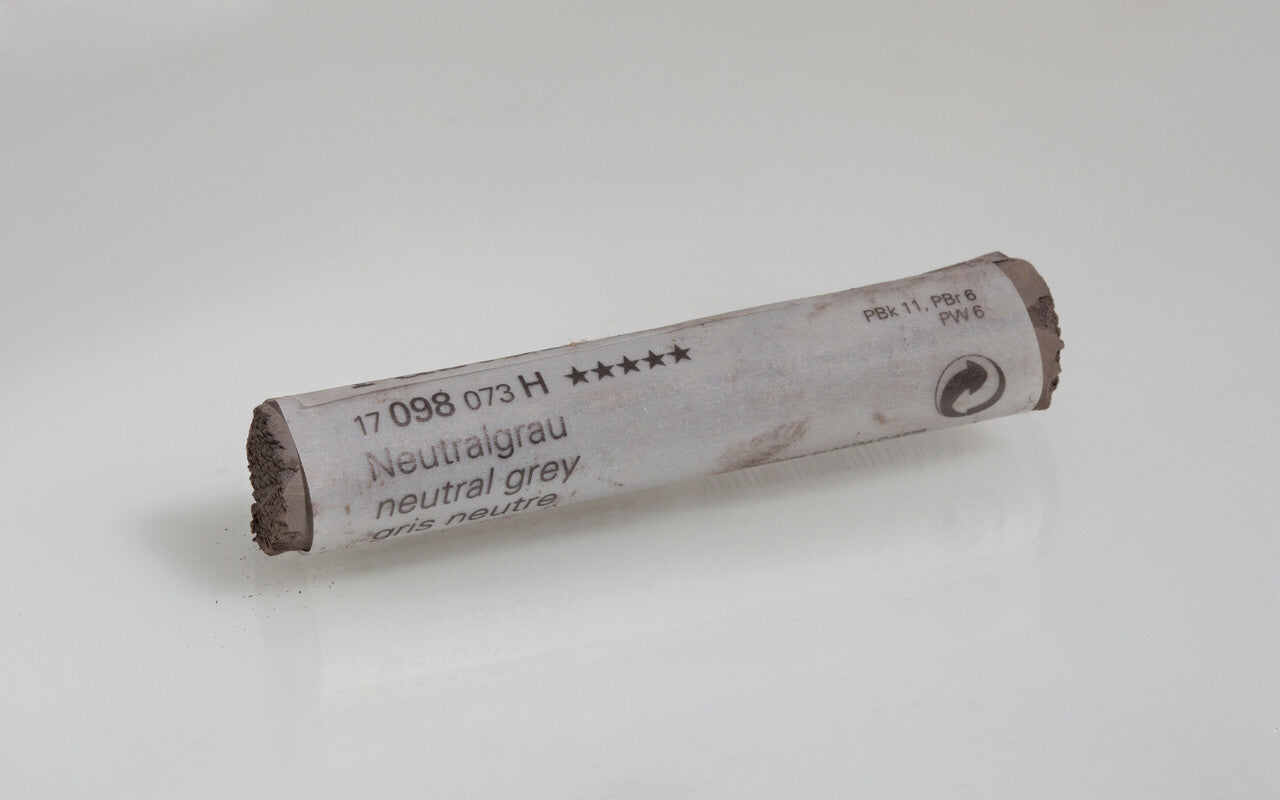 17 098 073 H ★★★★★
Neutralgrau
neutral grey
gris neutre
PBk 11, PBr 6
PW 6